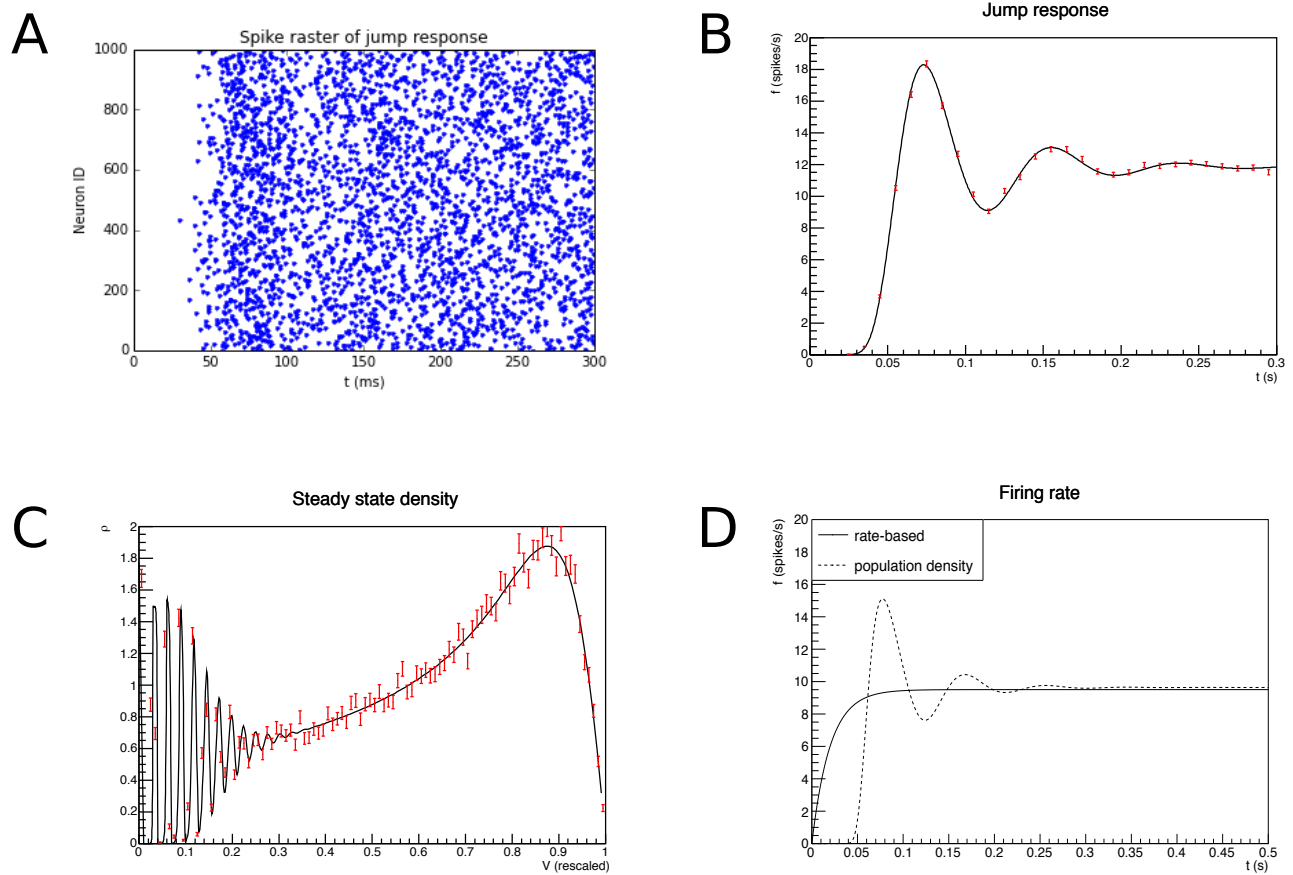 A
Spike raster of jump response
1000
800
600
400
200
0
Neuron ID
0 50 100 150 200 250 300
t (ms)
B
Jump response
f (spikes/s)
20
18
16
14
12
10
8
6
4
2
0
0 0.05 0.1 0.15 0.2 0.25 0.3
t (s)
C
Steady state density
ρ
2
1.8
1.6
1.4
1.2
1
0.8
0.6
0.4
0.2
0
0 0.1 0.2 0.3 0.4 0.5 0.6 0.7 0.8 0.9 1
V (rescaled)
D
Firing rate
f (spikes/s)
20
18
16
14
12
10
8
6
4
2
0
rate-based
population density
0 0.05 0.1 0.15 0.2 0.25 0.3 0.35 0.4 0.45 0.5
t (s)